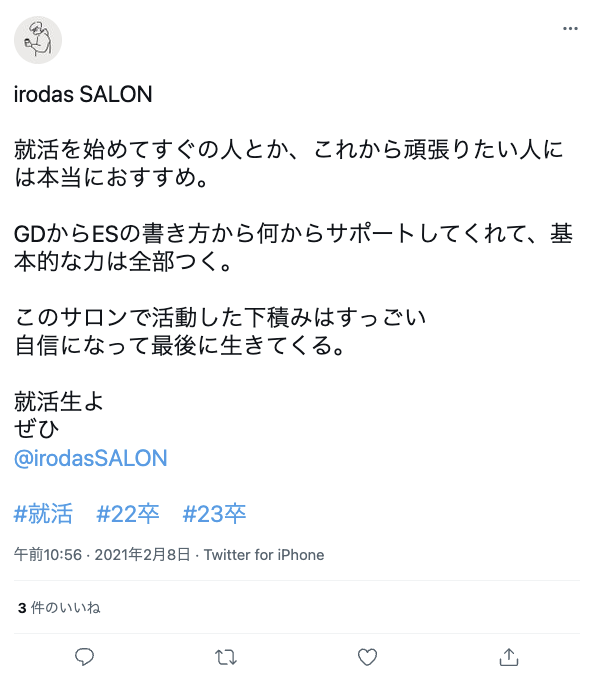 irodas SALON
就活を始めてすぐの人とか、これから頑張りたい人に
は本当におすすめ。
GDからESの書き方から何からサポートしてくれて、基
本的な力は全部つく。
このサロンで活動した下積みはすっごい
自信になって最後に生きてくる。
就活生よ
ぜひ
@irodasSALON
#就活 #22卒 #23卒
午前10:56 · 2021年2月8日 · Twitter for iPhone
3 件のいいね